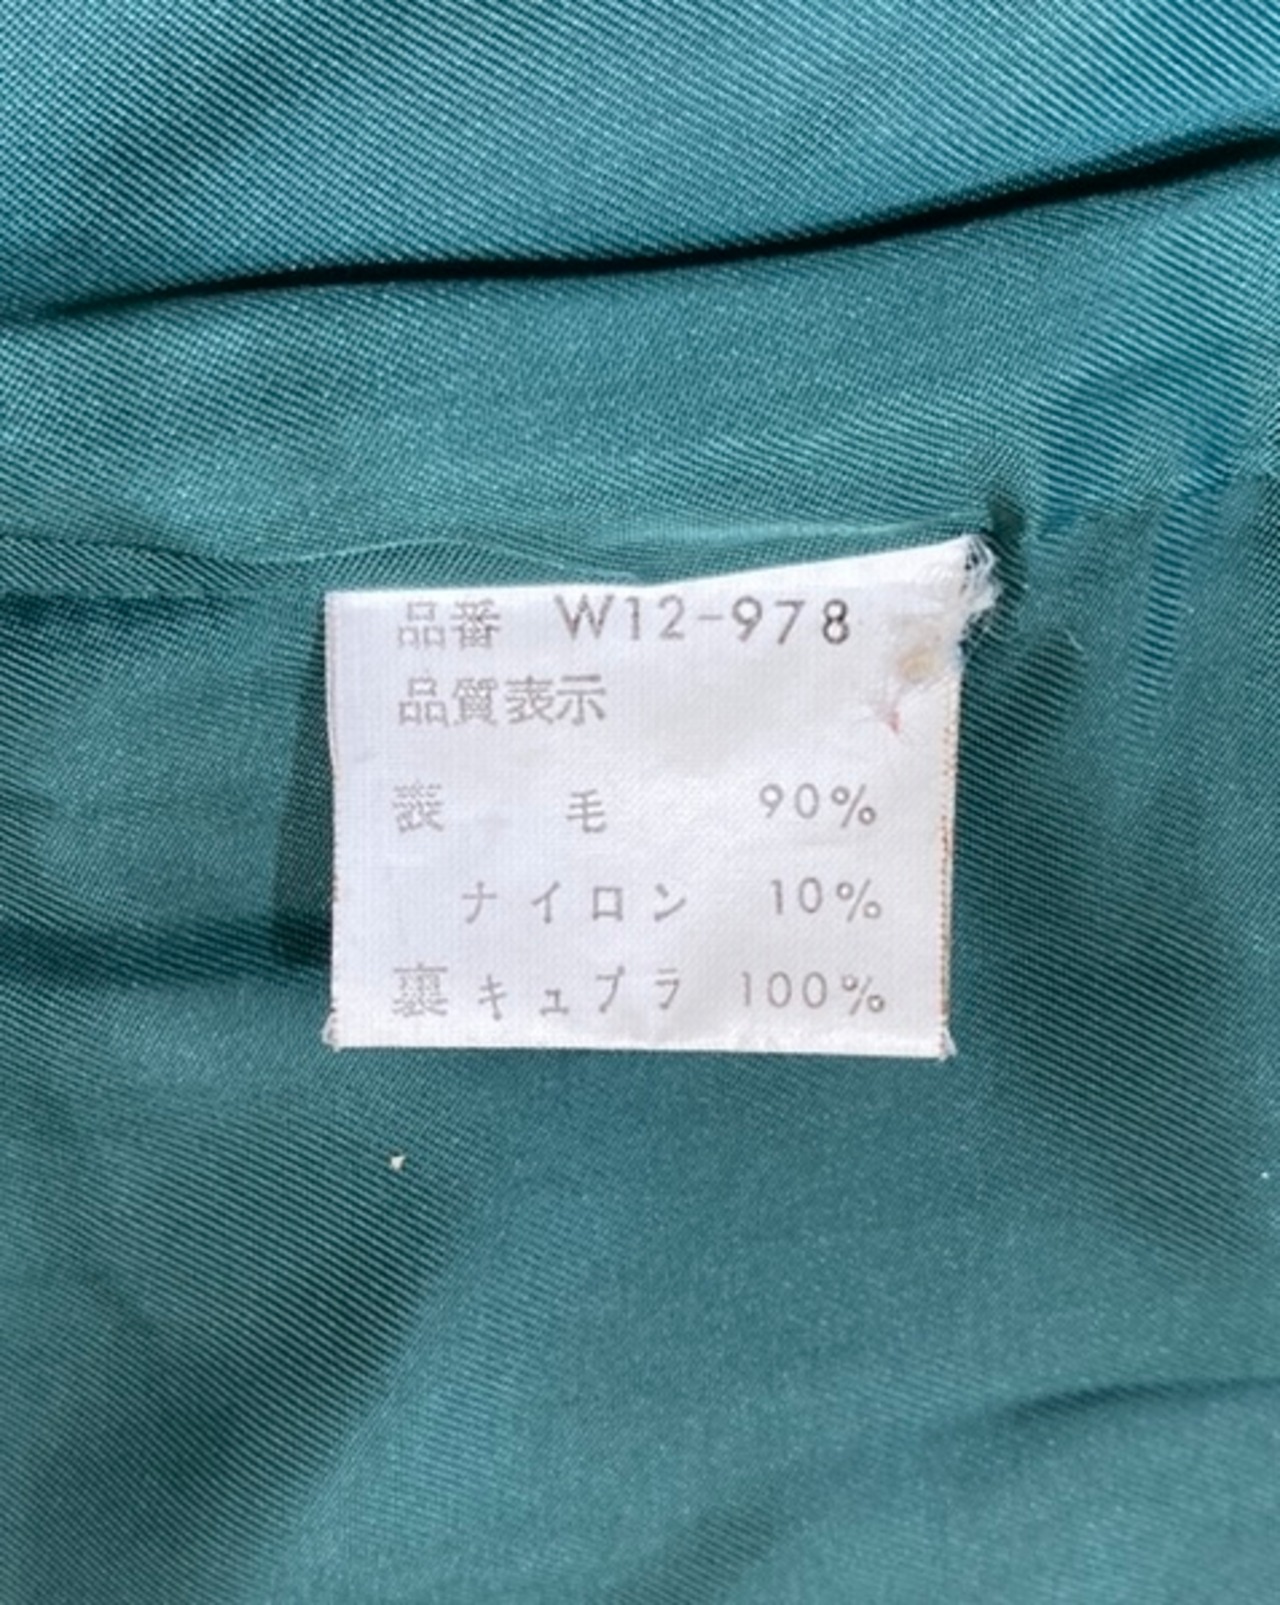 品番 W12-978
品質表示
表 毛 90%
ナイロン 10%
裏 キュプラ 100%